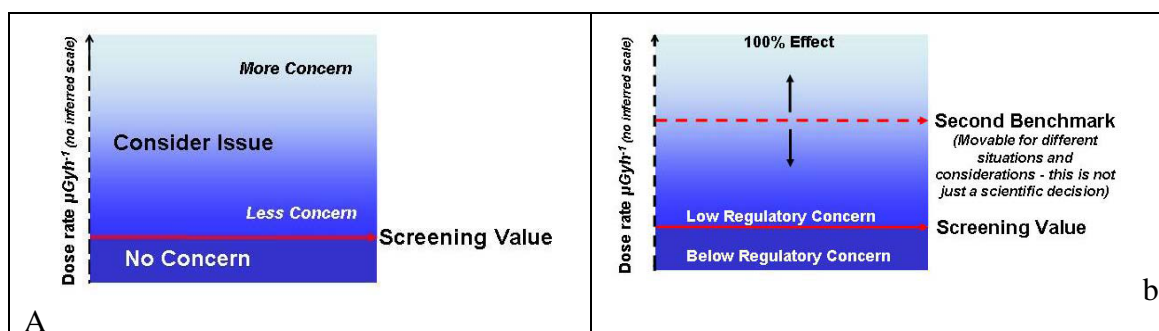 Dose rate µGyh-1 (no inferred scale)
More Concern
Consider Issue
Less Concern
Screening Value
No Concern
A
Dose rate µGyh-1 (no inferred scale)
100% Effect
Second Benchmark
(Movable for different
situations and
considerations - this is not
just a scientific decision)
Low Regulatory Concern
Screening Value
Below Regulatory Concern
b